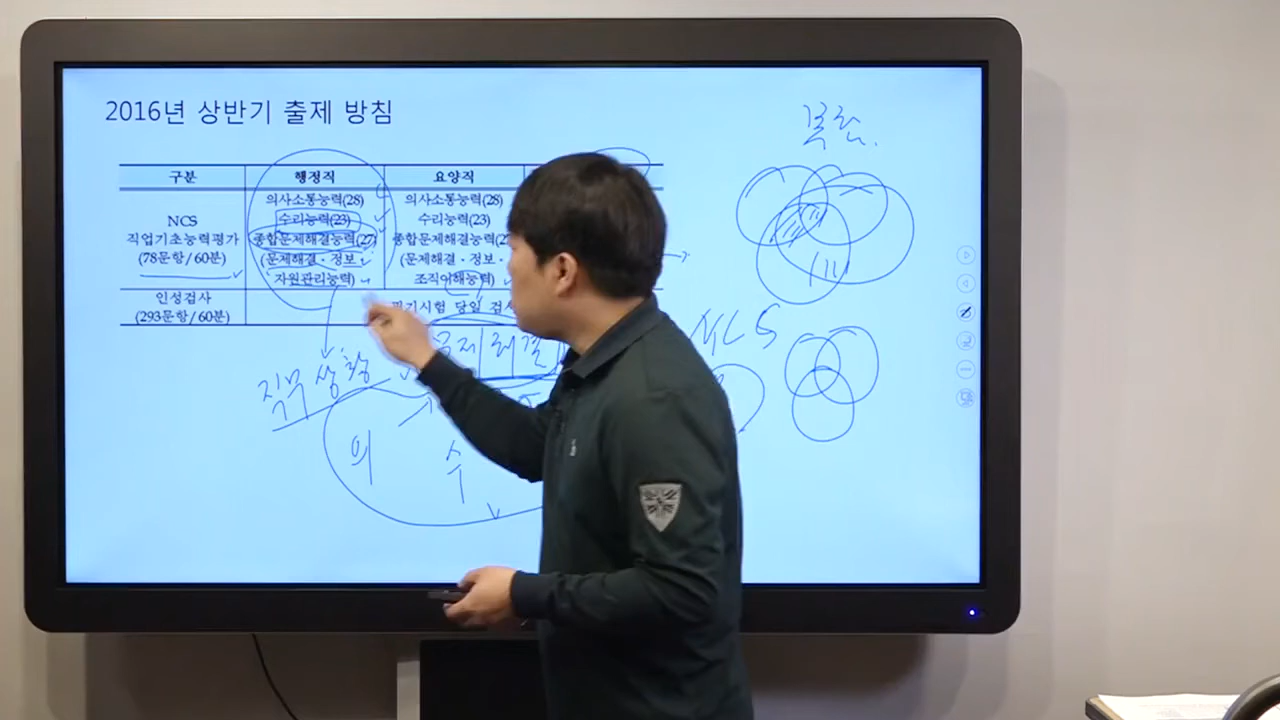 2016년 상반기 출제 방침
구분 행정직 요양직
NCS
직업기초능력평가
(78문항/60분)
의사소통능력(28)
수리능력(23)
종합문제해결능력(27)
(문제해결·정보·
자원관리능력)
의사소통능력(28)
수리능력(23)
종합문제해결능력(2
(문제해결·정보·
조직이해능력)
인성검사
(293문항/60분)
필기시험 당일 검사
복합.
NCS
제 해결
직무 상황
의 수